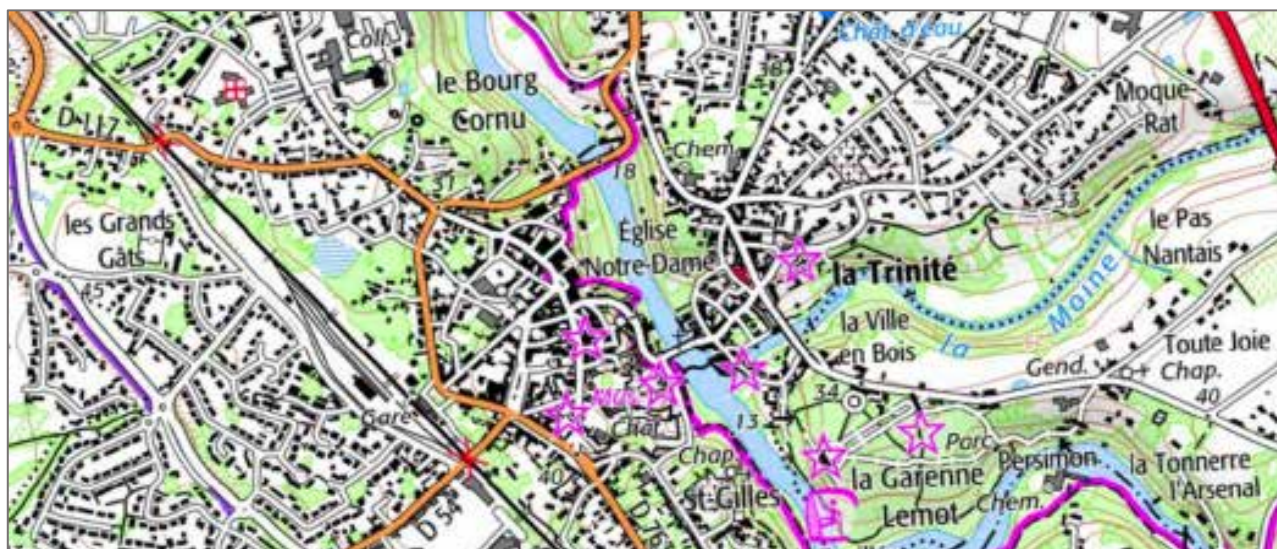 Coll.
le Bourg
Cornu
Chât. d'eau
38
Moque-
Rat
D 117
Chem.
18
31
33
les Grands
Gâts
le Pas
Nantais
Église
Notre-Dame
la Trinité
45
la Moine
la Ville
en Bois
Toute Joie
Gend.
Chap.
Mus.
34
40
Gare
Chât.
13
Parc
Chap.
la Garenne
Persimon
la Tonnerre
l'Arsenal
40
St-Gilles
Lemot
Chem.
D 54
D 763